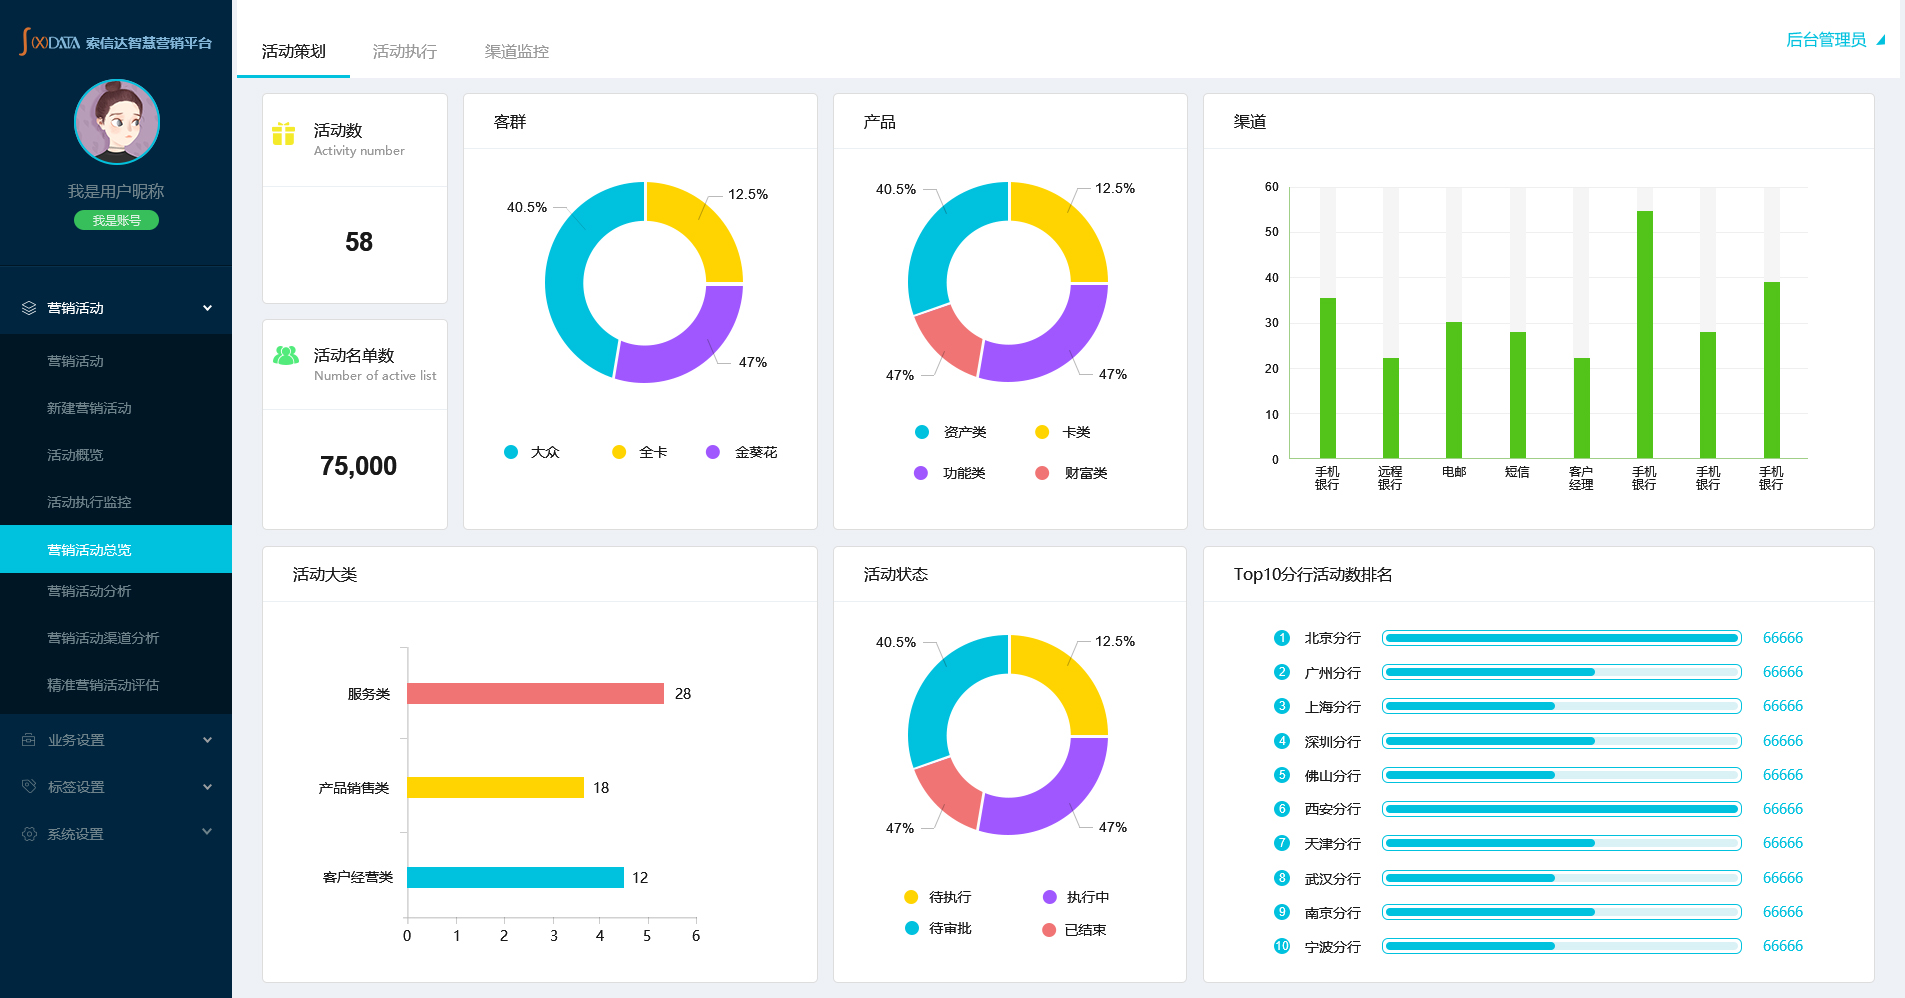 ∫(X)DATA 索信达智慧营销平台
我是用户昵称
我是账号
营销活动
营销活动
新建营销活动
活动概览
活动执行监控
营销活动总览
营销活动分析
营销活动渠道分析
精准营销活动评估
业务设置
标签设置
系统设置
活动策划 活动执行 渠道监控
后台管理员
活动数
Activity number
58
活动名单数
Number of active list
75,000
客群
40.5%
12.5%
47%
大众 全卡 金葵花
产品
40.5%
12.5%
47%
47%
资产类 卡类
功能类 财富类
渠道
60
50
40
30
20
10
0
手机 远程 电邮 短信 客户 手机 手机 手机
银行 银行 经理 银行 银行 银行
活动大类
服务类 28
产品销售类 18
客户经营类 12
0 1 2 3 4 5 6
活动状态
40.5%
12.5%
47%
47%
待执行 执行中
待审批 已结束
Top10分行活动数排名
1 北京分行 66666
2 广州分行 66666
3 上海分行 66666
4 深圳分行 66666
5 佛山分行 66666
6 西安分行 66666
7 天津分行 66666
8 武汉分行 66666
9 南京分行 66666
10 宁波分行 66666